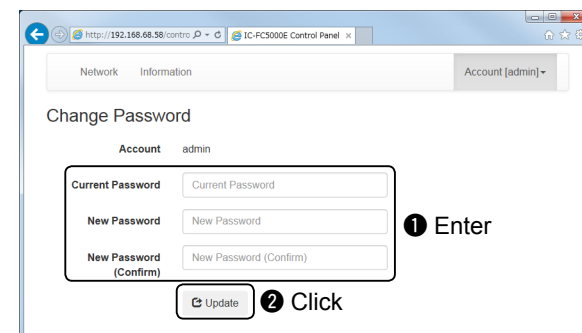 http://192.168.68.58/contro
IC-FC5000E Control Panel
Network Information Account [admin]
Change Password
Account admin
Current Password Current Password
New Password New Password
❶ Enter
New Password (Confirm) New Password (Confirm)
Update ❷ Click